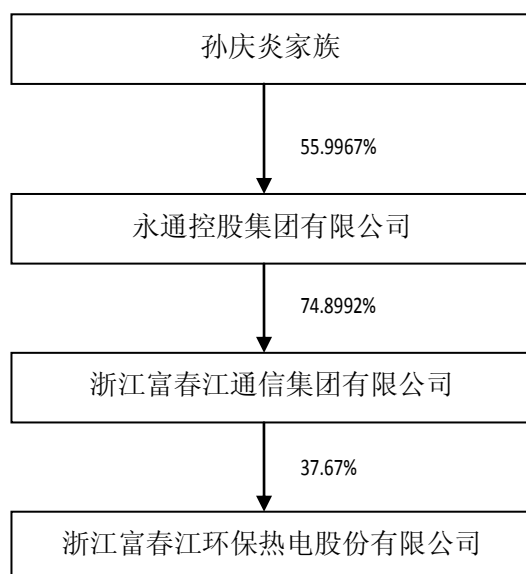 孙庆炎家族
55.9967%
永通控股集团有限公司
74.8992%
浙江富春江通信集团有限公司
37.67%
浙江富春江环保热电股份有限公司